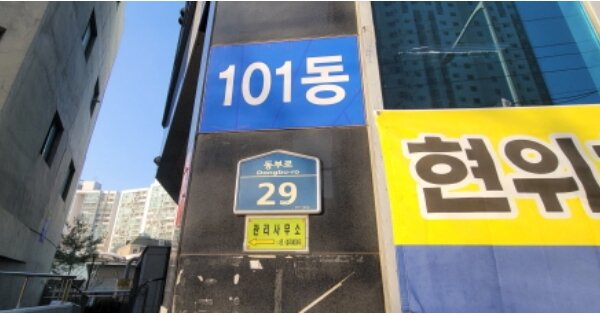 101동
동부로
Dongbu-ro
29
관리사무소
현위